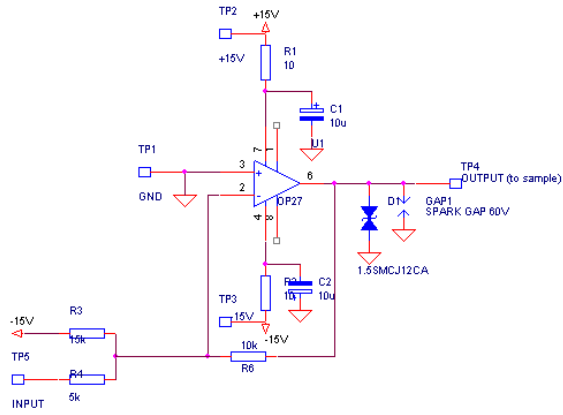 TP2
+15V
R1
10
+15V
C1
10u
U1
7
1
TP1
3
+
6
TP4
OUTPUT (to sample)
2
-
OP27
GND
D1
GAP1
SPARK GAP 60V
4
8
1.5SMCJ12CA
C2
10u
TP3
-15V
-15V
R3
-15V
15k
TP5
10k
R6
R4
5k
INPUT